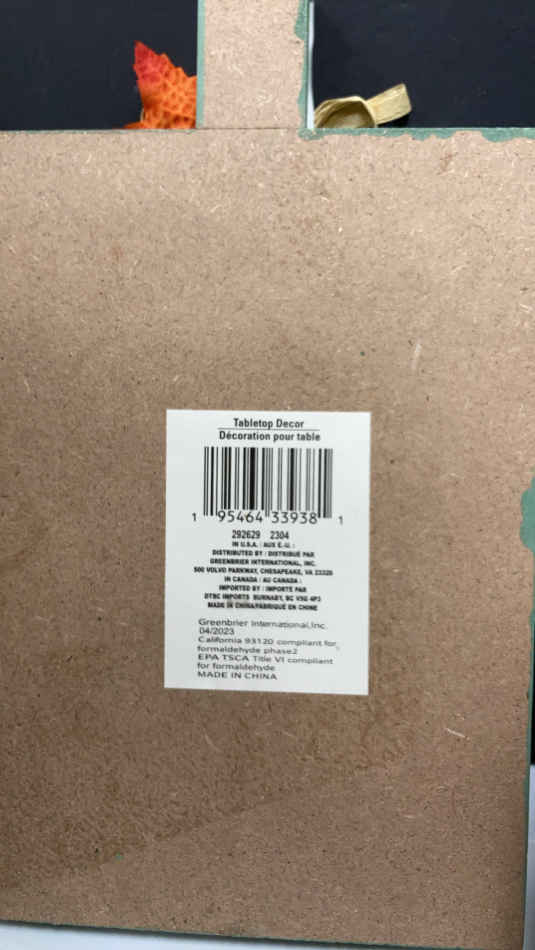 Tabletop Decor
Décoration pour table
1 95464 33938 1
292629 2304
IN U.S.A. / AUX É.-U. :
DISTRIBUTED BY / DISTRIBUÉ PAR
GREENBRIER INTERNATIONAL, INC.
500 VOLVO PARKWAY, CHESAPEAKE, VA 23320
IN CANADA / AU CANADA :
IMPORTED BY / IMPORTÉ PAR
DTSC IMPORTS BURNABY, BC V5G 4P3
MADE IN CHINA/FABRIQUÉ EN CHINE
Greenbrier International,Inc.
04/2023
California 93120 compliant for
formaldehyde phase2
EPA TSCA Title VI compliant
for formaldehyde
MADE IN CHINA